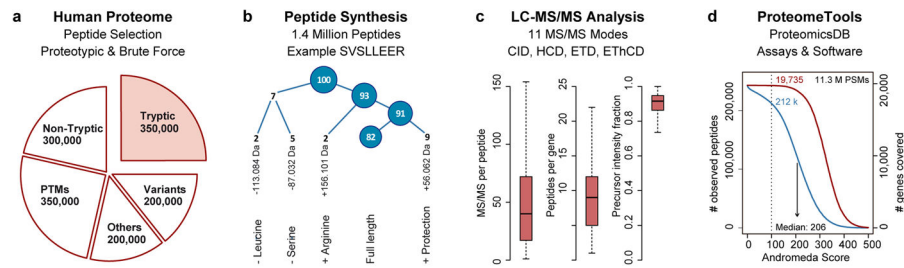 a
Human Proteome
Peptide Selection
Proteotypic & Brute Force
Non-Tryptic
300,000
Tryptic
350,000
PTMs
350,000
Variants
200,000
Others
200,000
b
Peptide Synthesis
1.4 Million Peptides
Example SVSLLEER
100
7
93
91
82
2
5
2
9
-113.084 Da
-87.032 Da
+156.101 Da
+56.062 Da
- Leucine
- Serine
+ Arginine
Full length
+ Protection
c
LC-MS/MS Analysis
11 MS/MS Modes
CID, HCD, ETD, EThCD
MS/MS per peptide
0
50
100
150
Peptides per gene
5
10
15
20
25
Precursor intensity fraction
0.0
0.2
0.4
0.6
0.8
1.0
d
ProteomeTools
ProteomicsDB
Assays & Software
19,735
11.3 M PSMs
212 k
Median: 206
# observed peptides
0
100,000
200,000
# genes covered
0
10,000
20,000
0
100
200
300
400
500
Andromeda Score